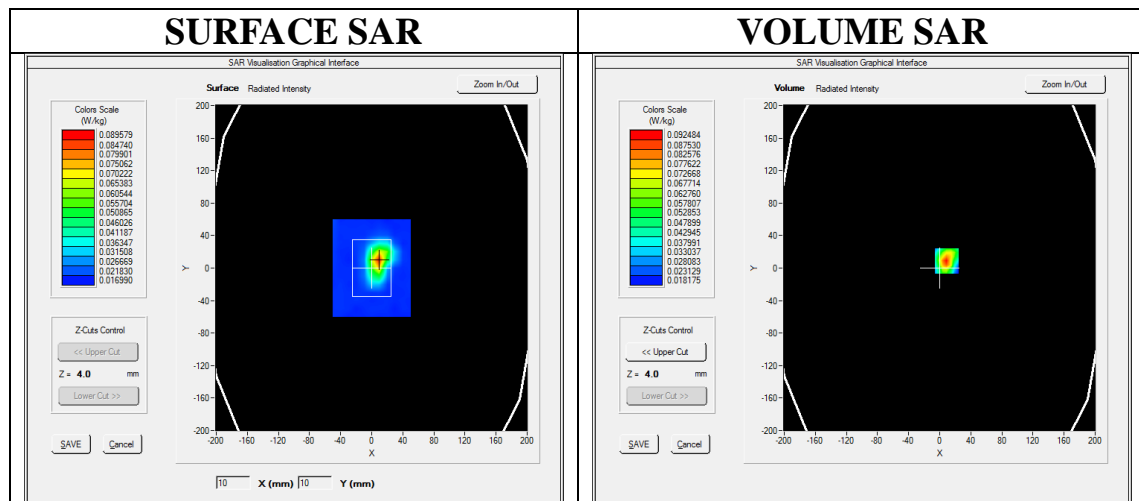 SURFACE SAR
VOLUME SAR
SAR Visualisation Graphical Interface
Surface Radiated Intensity
Zoom In/Out
Colors Scale
(W/kg)
0.089579
0.084740
0.079901
0.075062
0.070222
0.065383
0.060544
0.055704
0.050865
0.046026
0.041187
0.036347
0.031508
0.026669
0.021830
0.016990
200
160
120
80
40
0
-40
-80
-120
-160
-200
Y
-200 -160 -120 -80 -40 0 40 80 120 160 200
X
Z-Cuts Control
<< Upper Cut
Z = 4.0 mm
Lower Cut >>
SAVE Cancel
10 X (mm) 10 Y (mm)
SAR Visualisation Graphical Interface
Volume Radiated Intensity
Zoom In/Out
Colors Scale
(W/kg)
0.092484
0.087530
0.082576
0.077622
0.072668
0.067714
0.062760
0.057807
0.052853
0.047899
0.042945
0.037991
0.033037
0.028083
0.023129
0.018175
200
160
120
80
40
0
-40
-80
-120
-160
-200
Y
-200 -160 -120 -80 -40 0 40 80 120 160 200
X
Z-Cuts Control
<< Upper Cut
Z = 4.0 mm
Lower Cut >>
SAVE Cancel